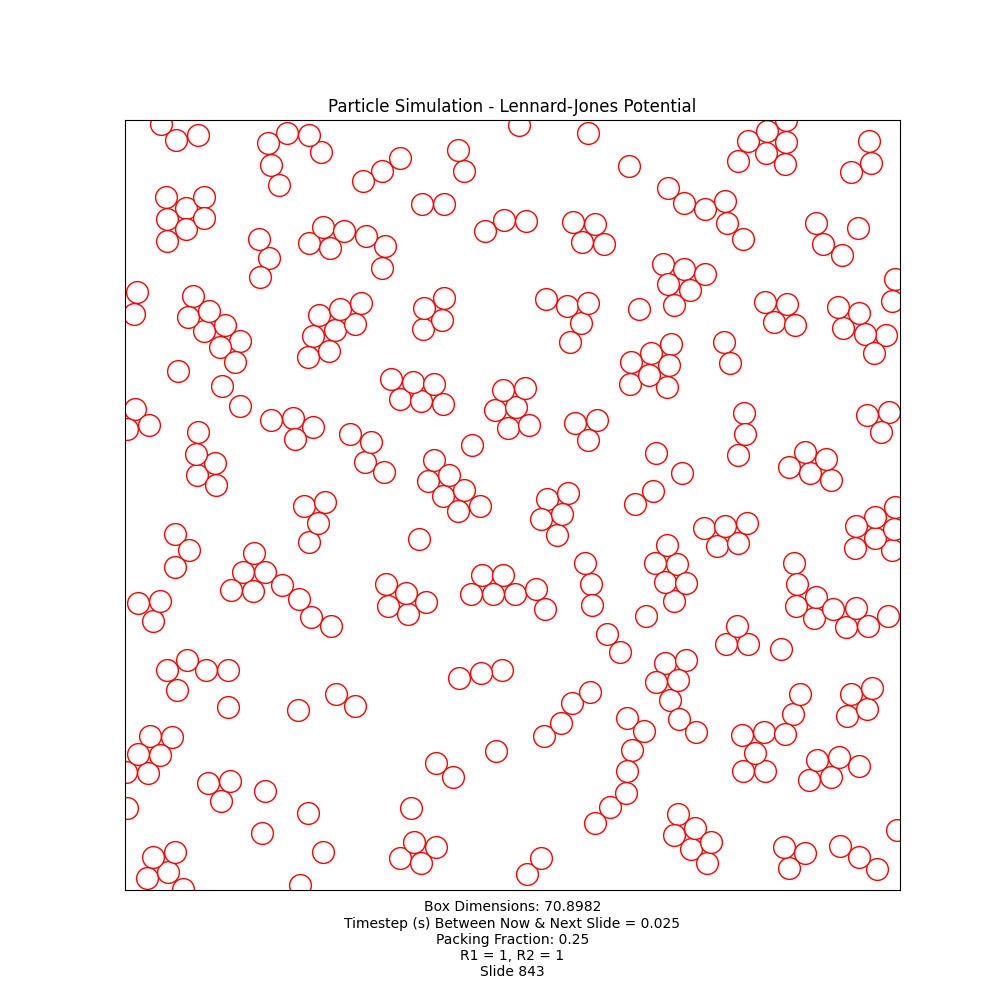 Particle Simulation - Lennard-Jones Potential
Box Dimensions: 70.8982
Timestep (s) Between Now & Next Slide = 0.025
Packing Fraction: 0.25
R1 = 1, R2 = 1
Slide 843